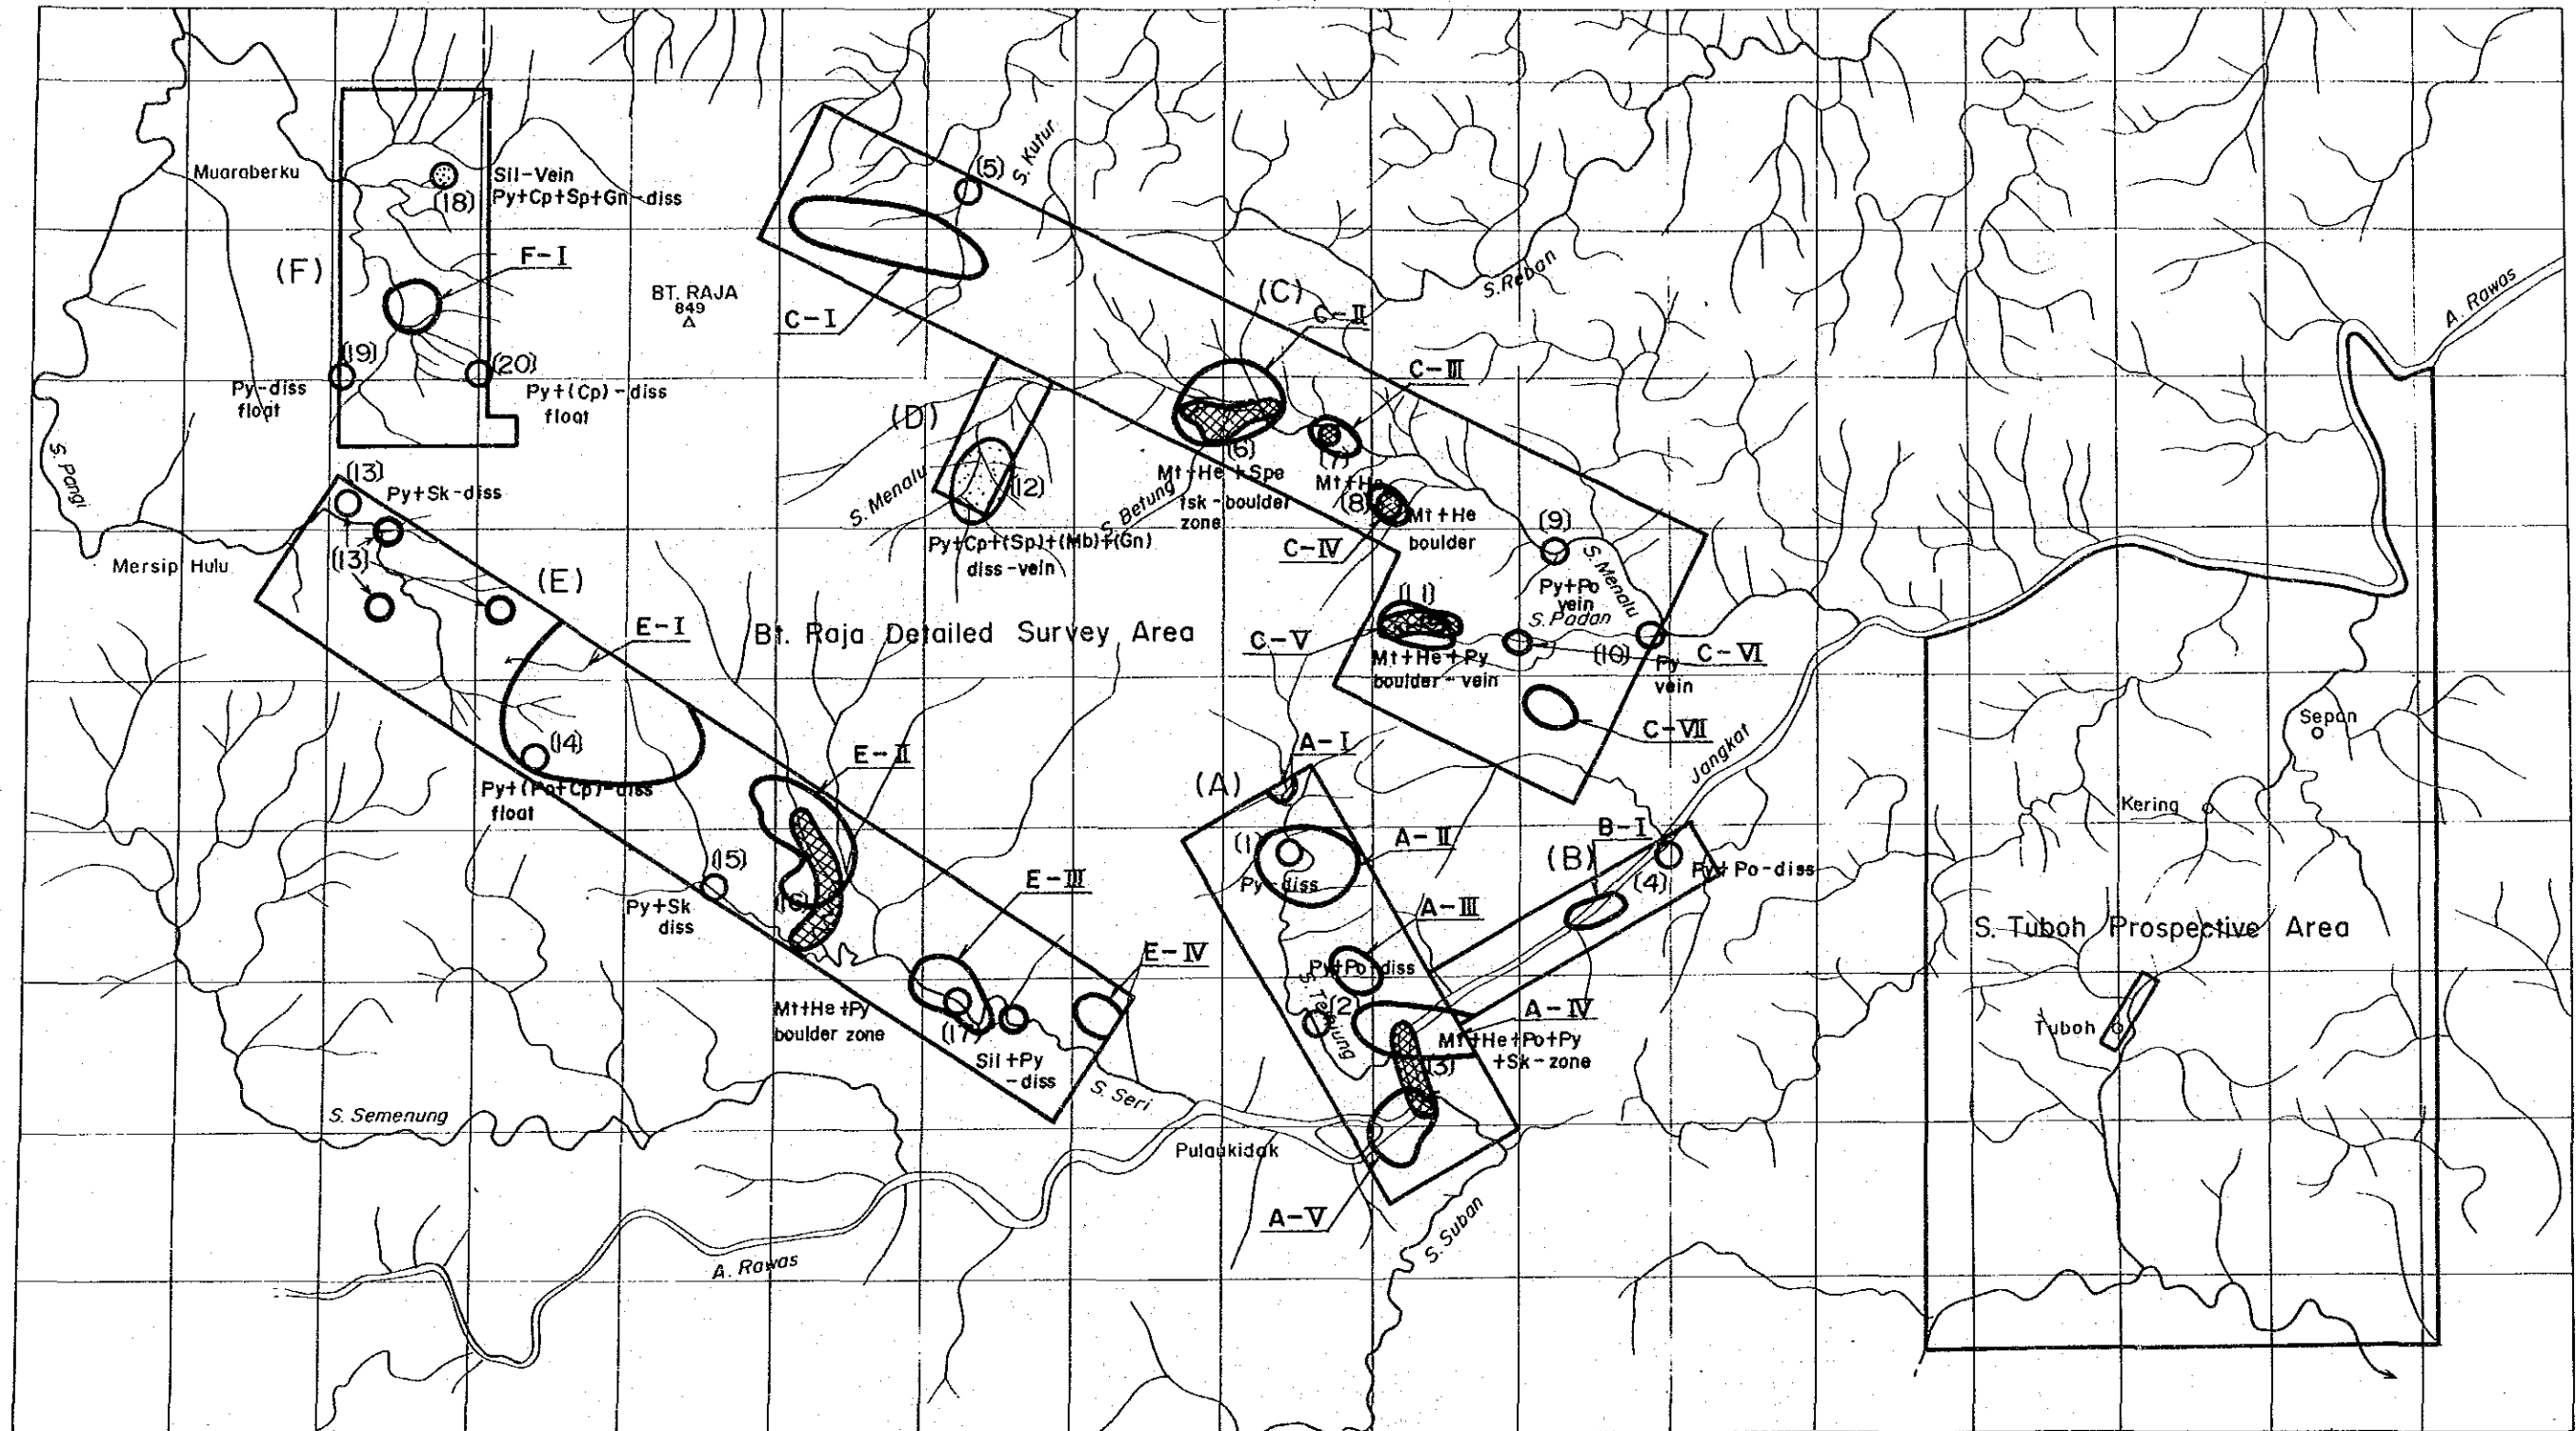 Muaraberku
Sil-Vein
Py+Cp+Sp+Gn-diss
(18)
(F)
F-I
(19)
Py-diss
float
(20)
Py+(Cp)-diss
float
BT. RAJA
849
S. Pangi
Mersip Hulu
(5)
S. Kutur
C-I
(C)
C-II
C-III
S. Reban
A. Rawas
(D)
S. Menalu
(12)
Py+Cp+(Sp)+(Mb)+(Gn)
diss-vein
S. Betung
(6)
Mt+He+Spe
+sk-boulder
zone
(7)
Mt+He
(8)
Mt+He
boulder
C-IV
(9)
Py+Po
vein
S. Menalu
S. Padan
(10)
Py
vein
C-VI
(11)
C-V
Mt+He+Py
boulder-vein
C-VII
(13)
Py+Sk-diss
(13)
(E)
E-I
Bt. Raja Detailed Survey Area
(14)
Py+(Po+Cp)-diss
float
E-II
(15)
Py+Sk
diss
(16)
Mt+He+Py
boulder zone
E-III
(17)
Sil+Py
-diss
E-IV
S. Seri
S. Semenung
A. Rawas
Pulaukidak
A-I
(A)
(1)
Py-diss
A-II
A-III
Py+Po-diss
(2)
A-IV
Mt+He+Po+Py
+Sk-zone
(3)
A-V
S. Suban
Jangkat
B-I
(B)
(4)
Py+Po-diss
Sepan
Kering
S. Tuboh Prospective Area
Tuboh